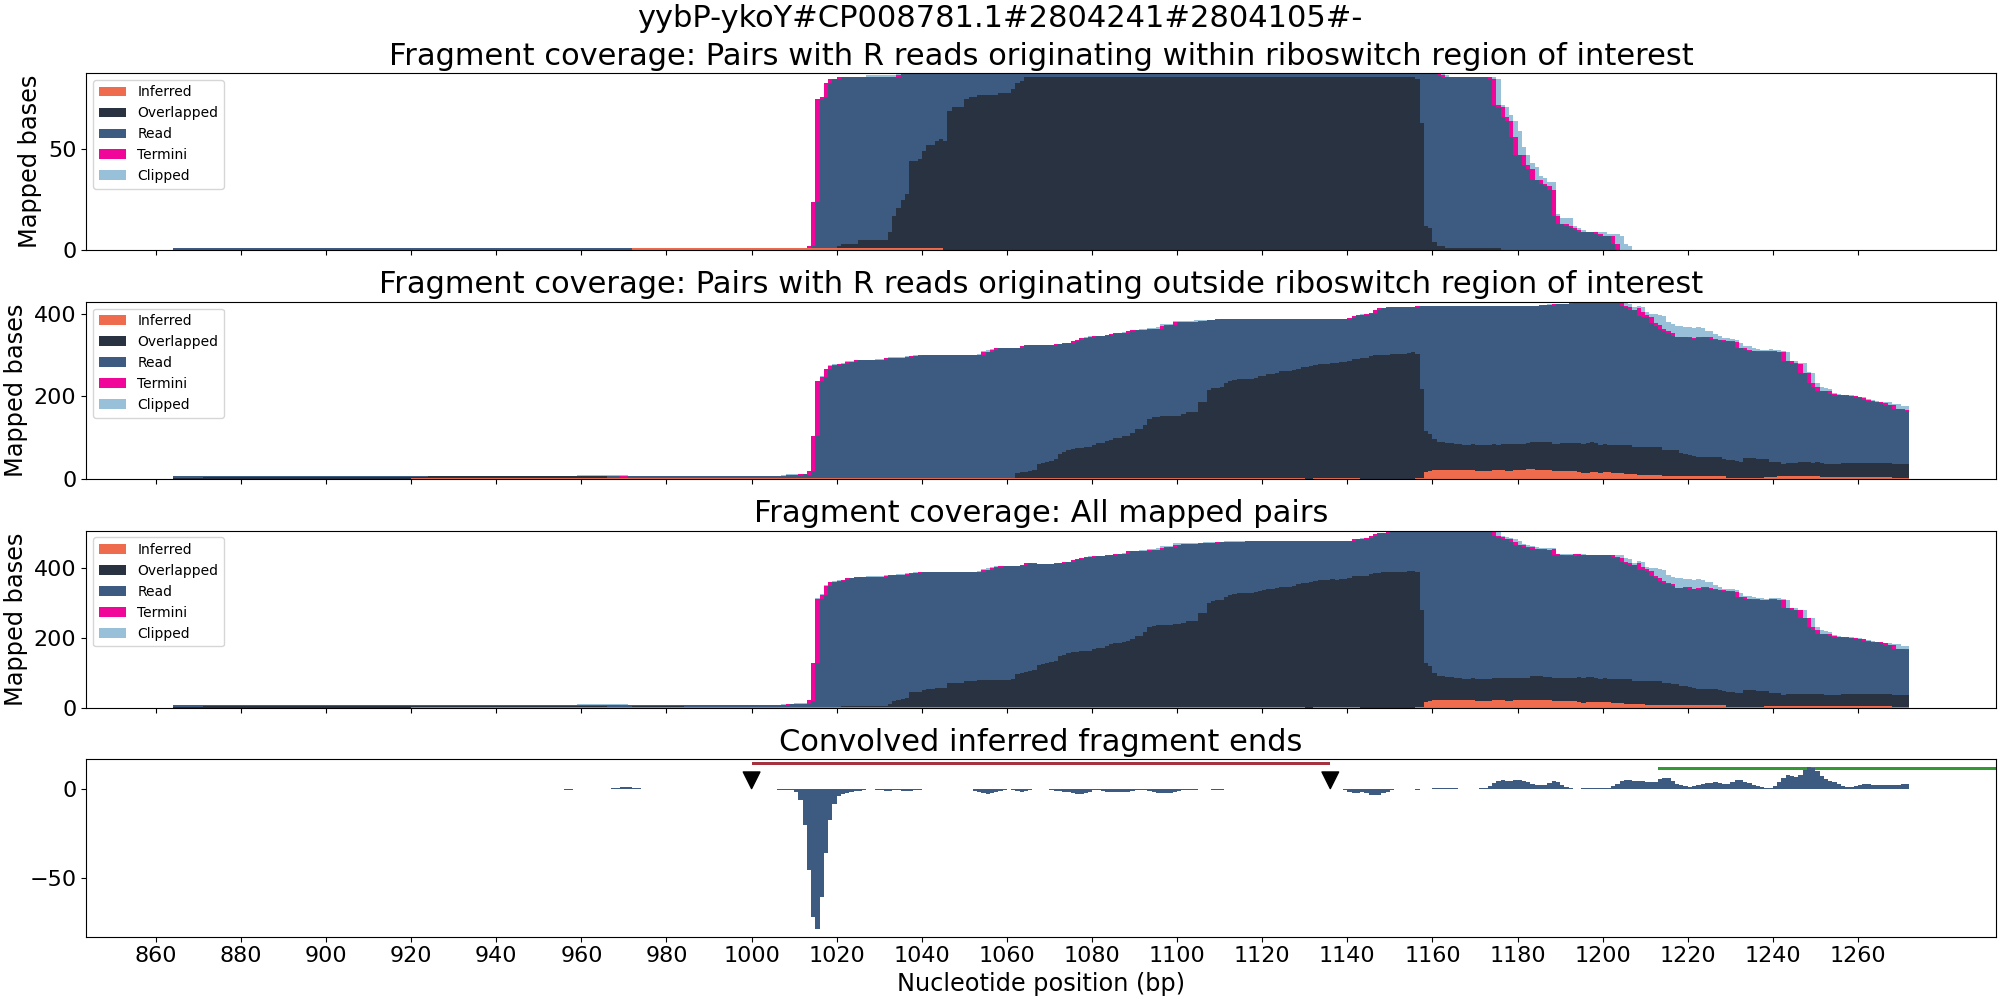 yybP-ykoY#CP008781.1#2804241#2804105#-
Fragment coverage: Pairs with R reads originating within riboswitch region of interest
Mapped bases
50
0
Inferred
Overlapped
Read
Termini
Clipped
Fragment coverage: Pairs with R reads originating outside riboswitch region of interest
Mapped bases
400
200
0
Inferred
Overlapped
Read
Termini
Clipped
Fragment coverage: All mapped pairs
Mapped bases
400
200
0
Inferred
Overlapped
Read
Termini
Clipped
Convolved inferred fragment ends
0
−50
860 880 900 920 940 960 980 1000 1020 1040 1060 1080 1100 1120 1140 1160 1180 1200 1220 1240 1260
Nucleotide position (bp)